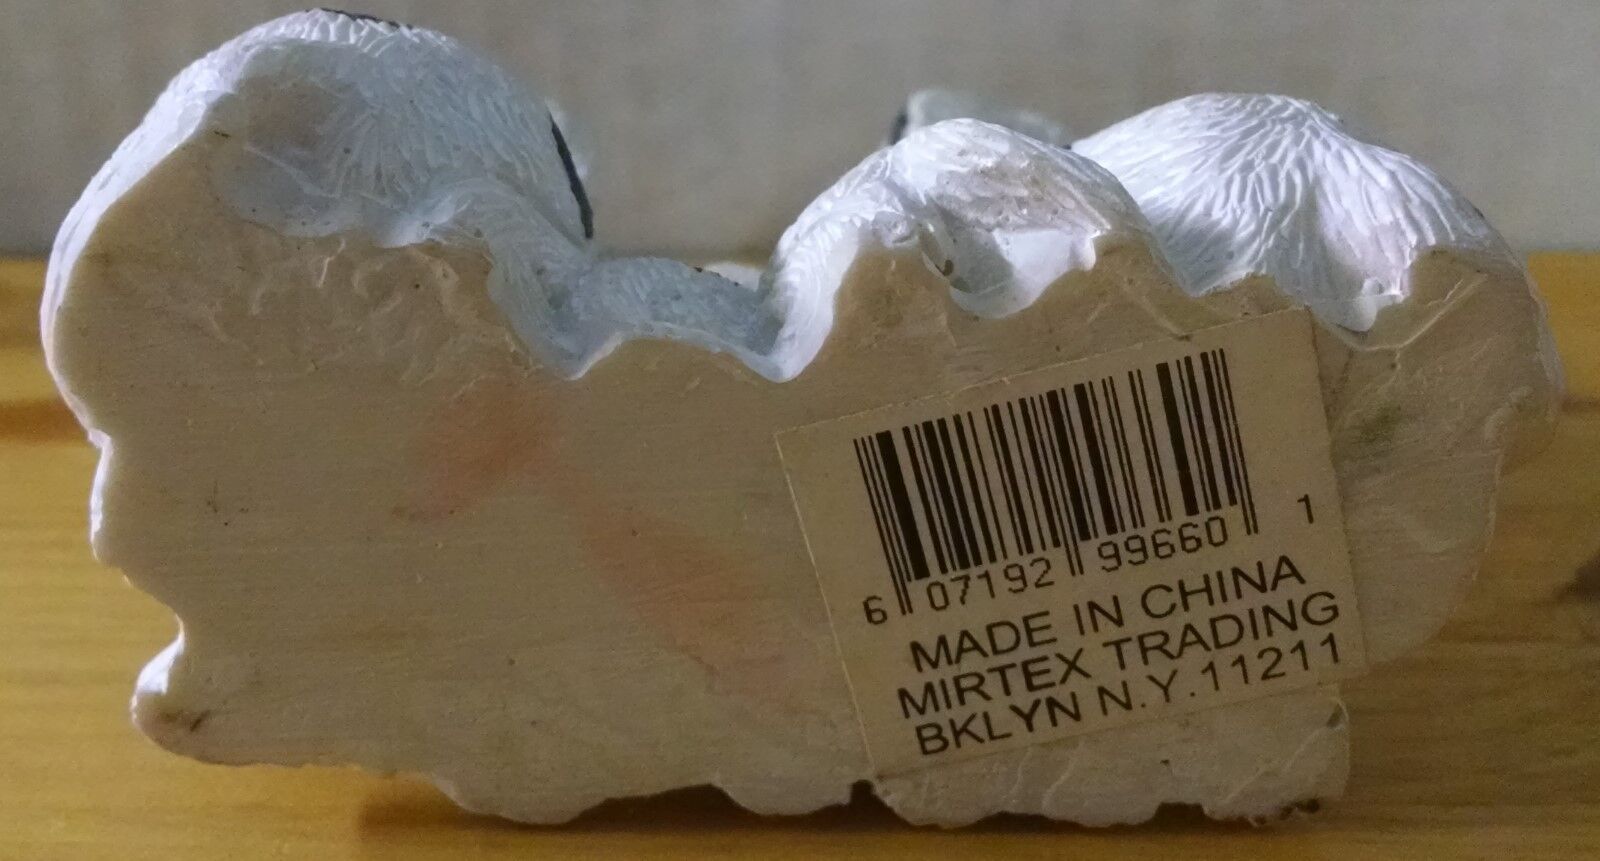 6 07192 99660 1
MADE IN CHINA
MIRTEX TRADING
BKLYN N.Y.11211